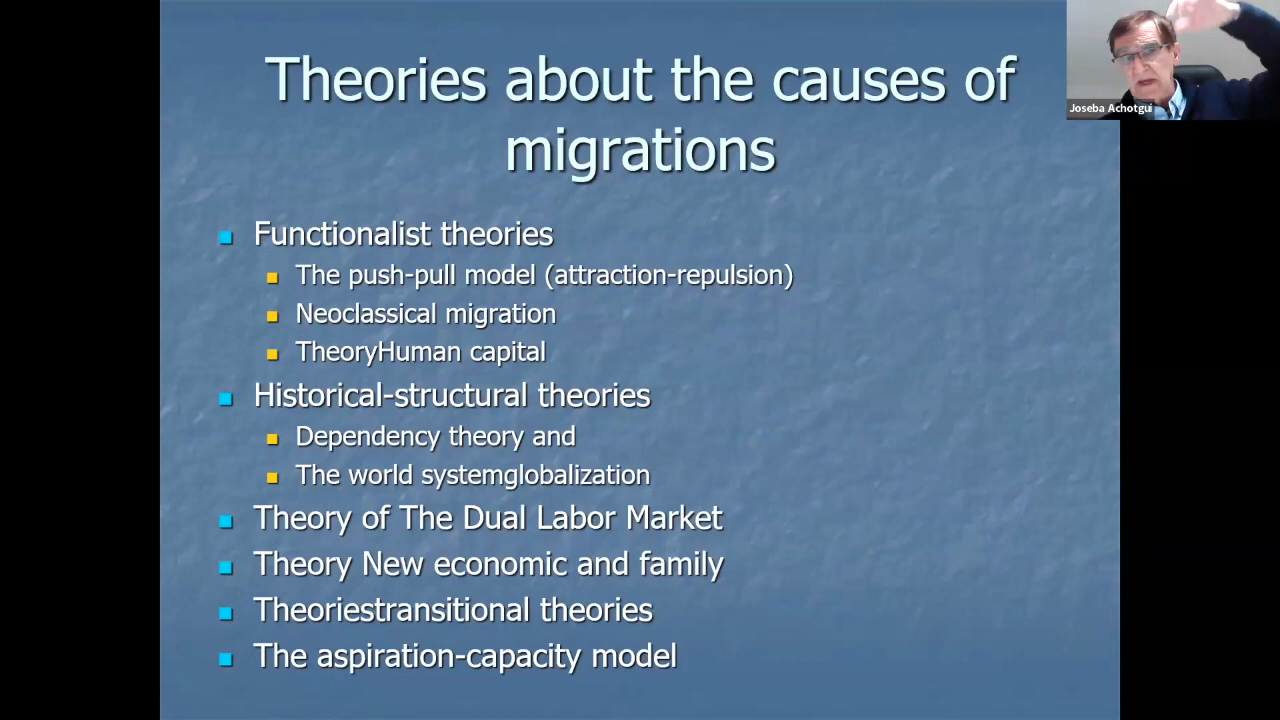 Theories about the causes of
migrations
Joseba Achotgui
Functionalist theories
The push-pull model (attraction-repulsion)
Neoclassical migration
TheoryHuman capital
Historical-structural theories
Dependency theory and
The world systemglobalization
Theory of The Dual Labor Market
Theory New economic and family
Theoriestransitional theories
The aspiration-capacity model